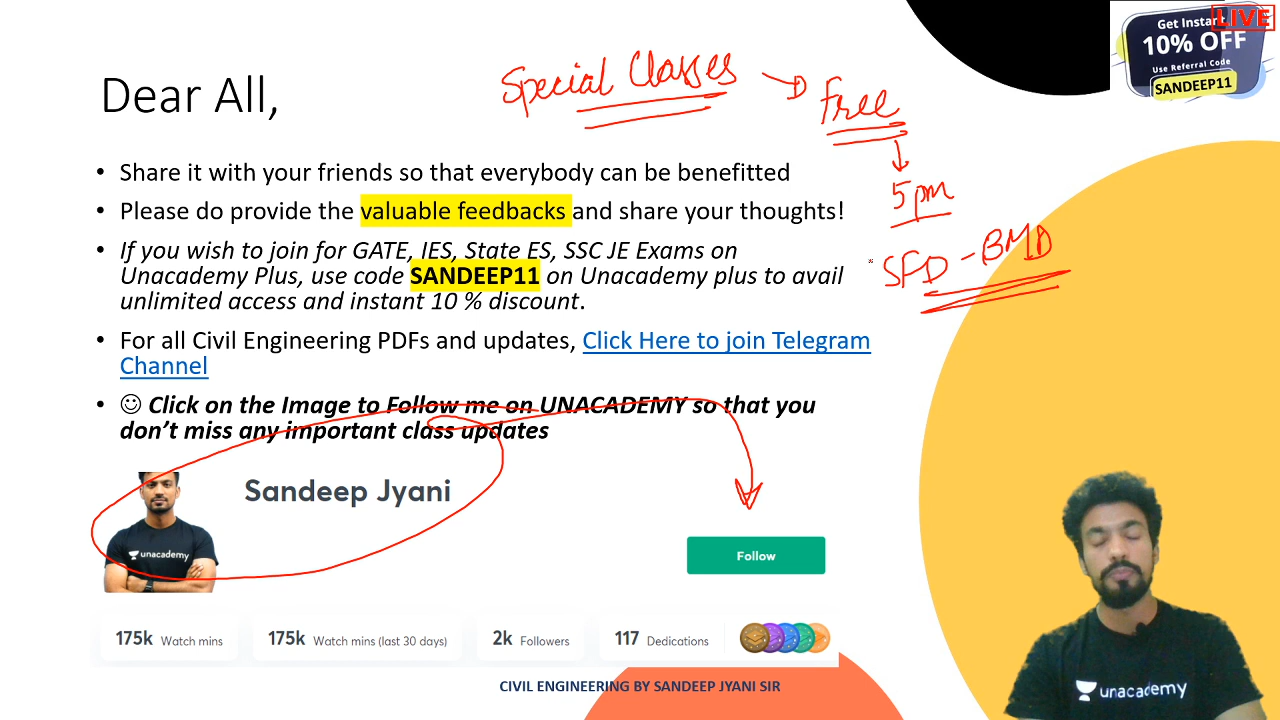 Get Instant
LIVE
10% OFF
Use Referral Code
SANDEEP11
Special Classes
Free
5pm
SFD - BMD
Dear All,
• Share it with your friends so that everybody can be benefitted
• Please do provide the valuable feedbacks and share your thoughts!
• If you wish to join for GATE, IES, State ES, SSC JE Exams on
Unacademy Plus, use code SANDEEP11 on Unacademy plus to avail
unlimited access and instant 10 % discount.
• For all Civil Engineering PDFs and updates, Click Here to join Telegram
Channel
• ☺ Click on the Image to Follow me on UNACADEMY so that you
don’t miss any important class updates
Sandeep Jyani
unacademy
Follow
175k Watch mins
175k Watch mins (last 30 days)
2k Followers
117 Dedications
CIVIL ENGINEERING BY SANDEEP JYANI SIR
unacademy